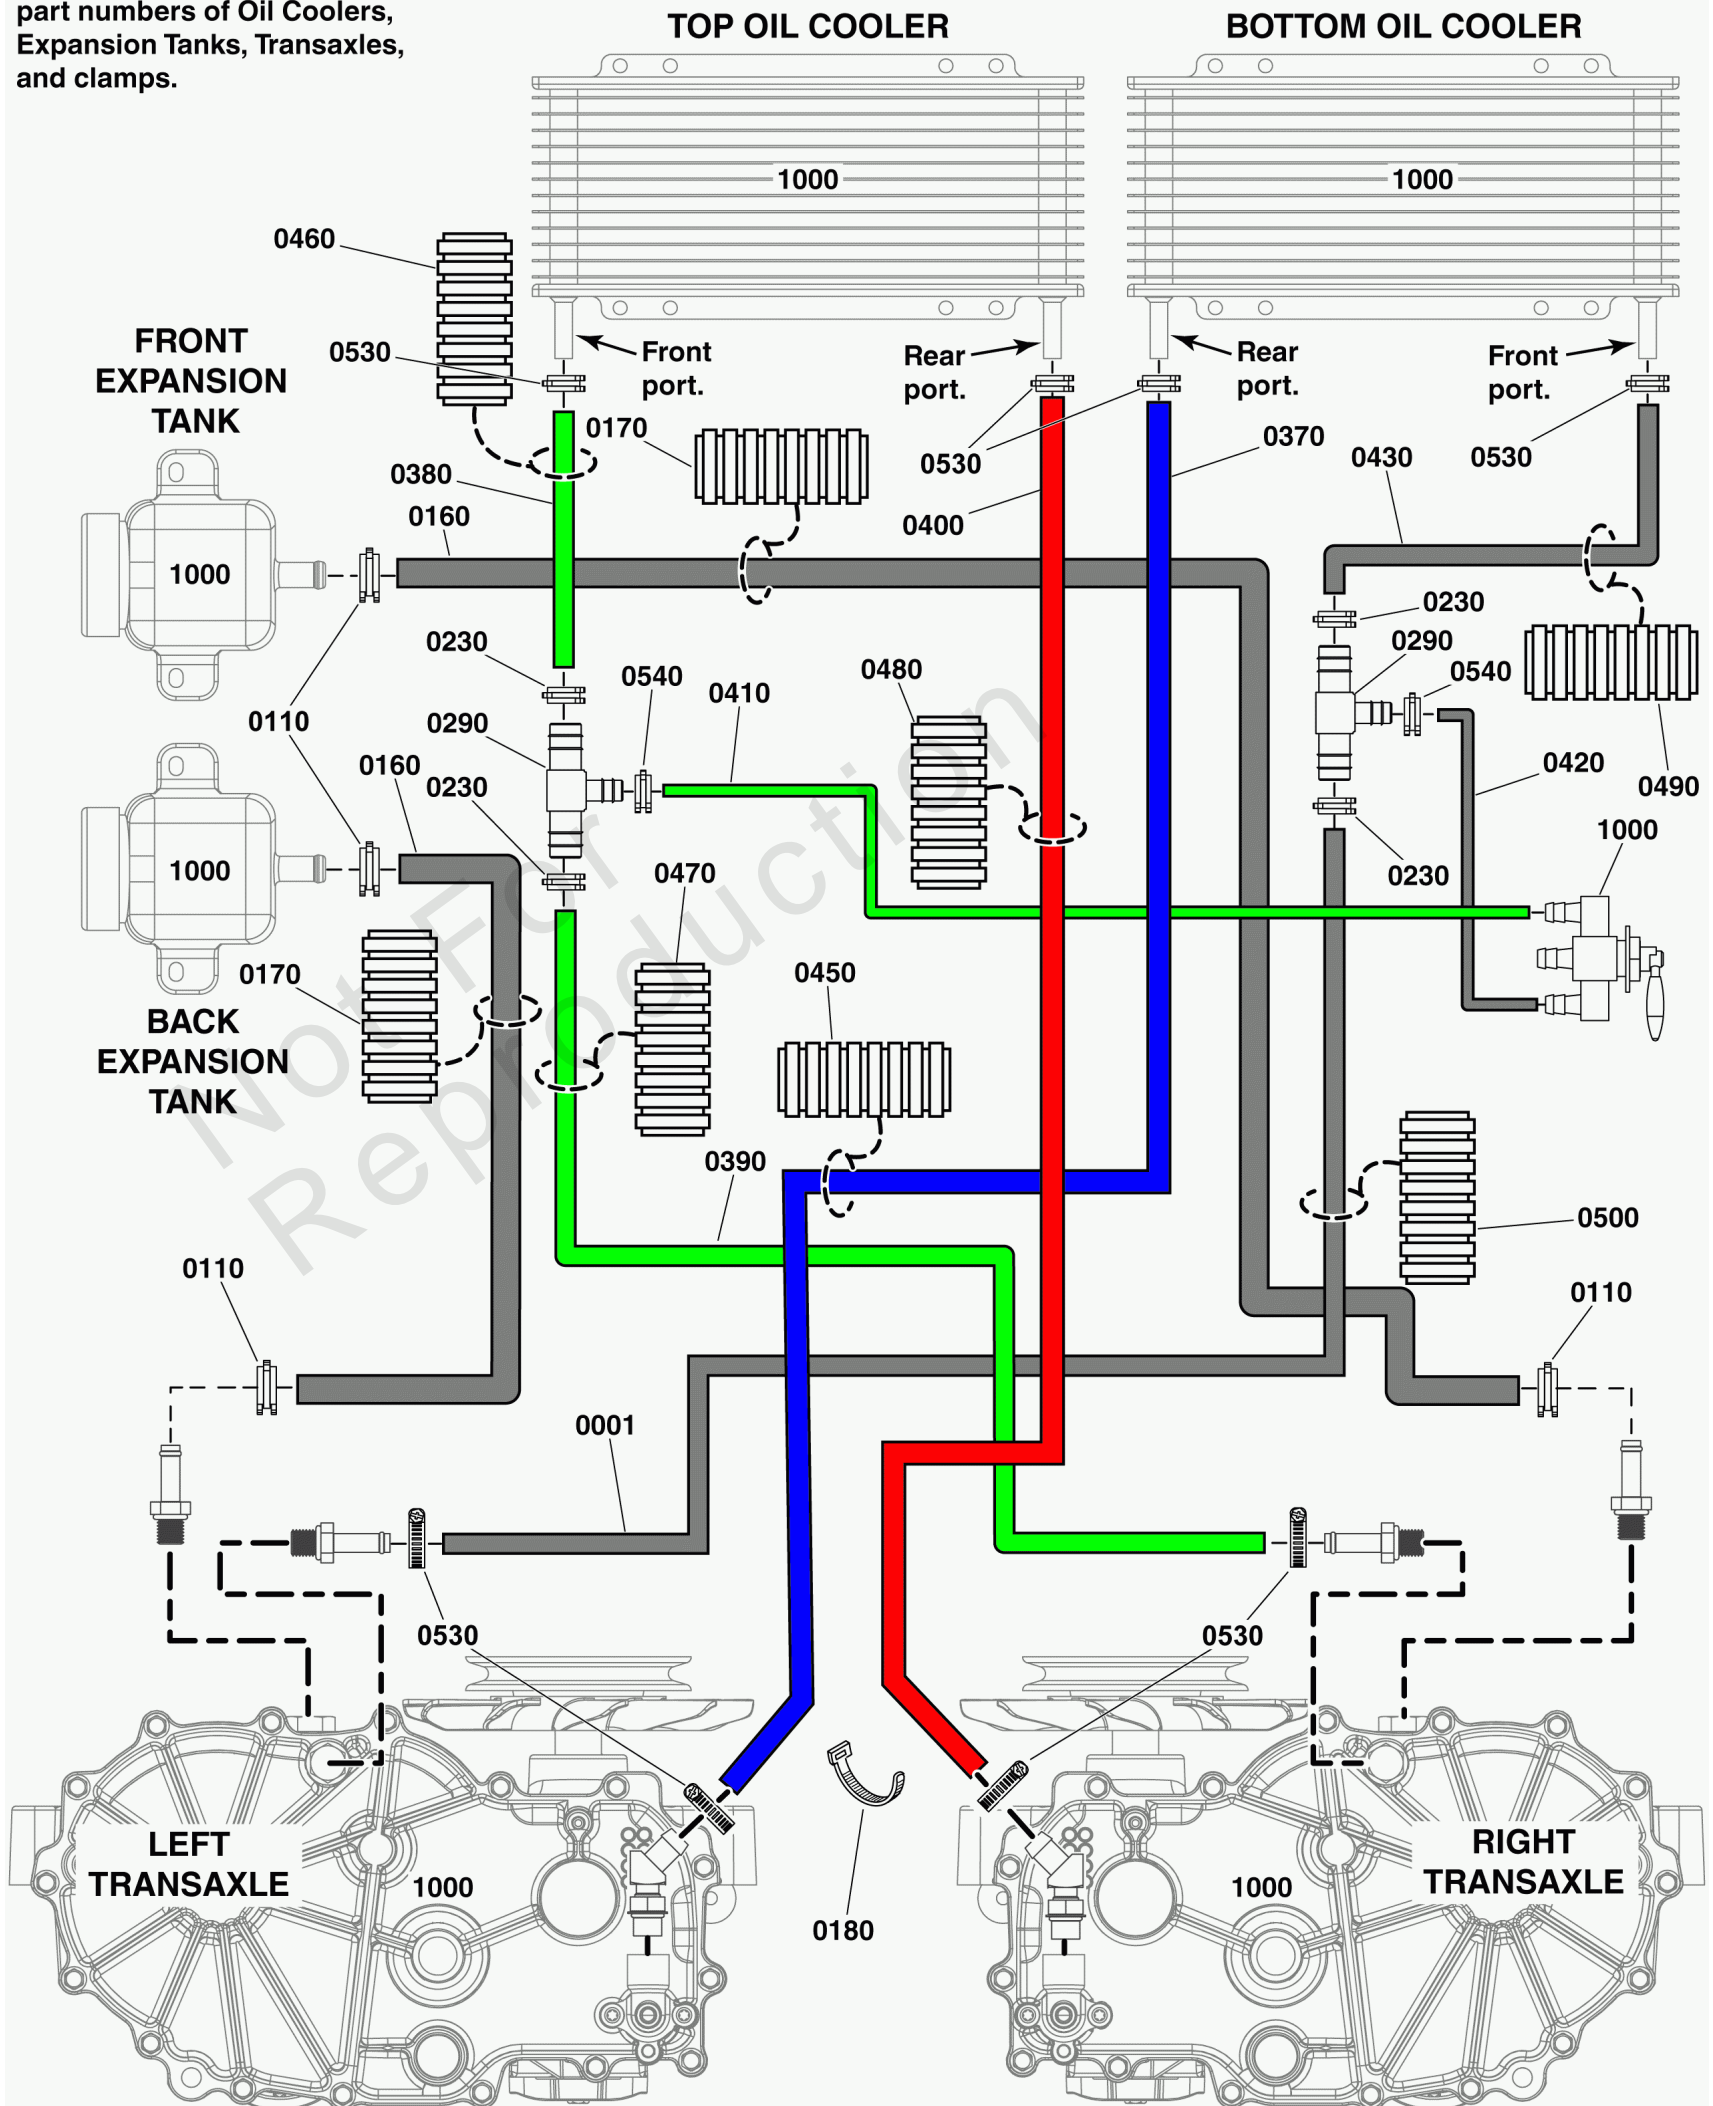 part numbers of Oil Coolers,
Expansion Tanks, Transaxles,
and clamps.
TOP OIL COOLER
BOTTOM OIL COOLER
1000
1000
0460
0530
Front
port.
Rear
port.
Rear
port.
Front
port.
FRONT
EXPANSION
TANK
0170
0380
0160
0530
0400
0370
0430
0530
1000
0230
0290
0540
0410
0480
0230
0290
0540
0110
0160
0230
0420
0490
1000
0230
1000
0470
0170
0450
BACK
EXPANSION
TANK
Not For
Reproduction
0390
0500
0110
0110
0001
0530
0530
LEFT
TRANSAXLE
1000
0180
1000
RIGHT
TRANSAXLE